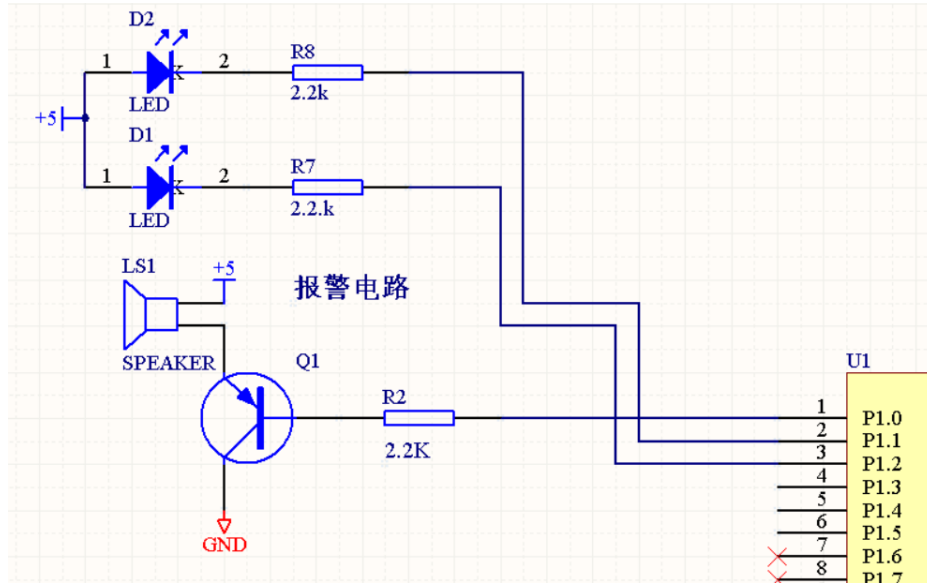 D2
1
K
2
R8
LED
2.2k
+5
D1
1
K
2
R7
LED
2.2.k
LS1
+5
报警电路
SPEAKER
Q1
U1
R2
1
P1.0
2.2K
2
P1.1
3
P1.2
4
P1.3
5
P1.4
6
P1.5
7
P1.6
8
P1.7
GND